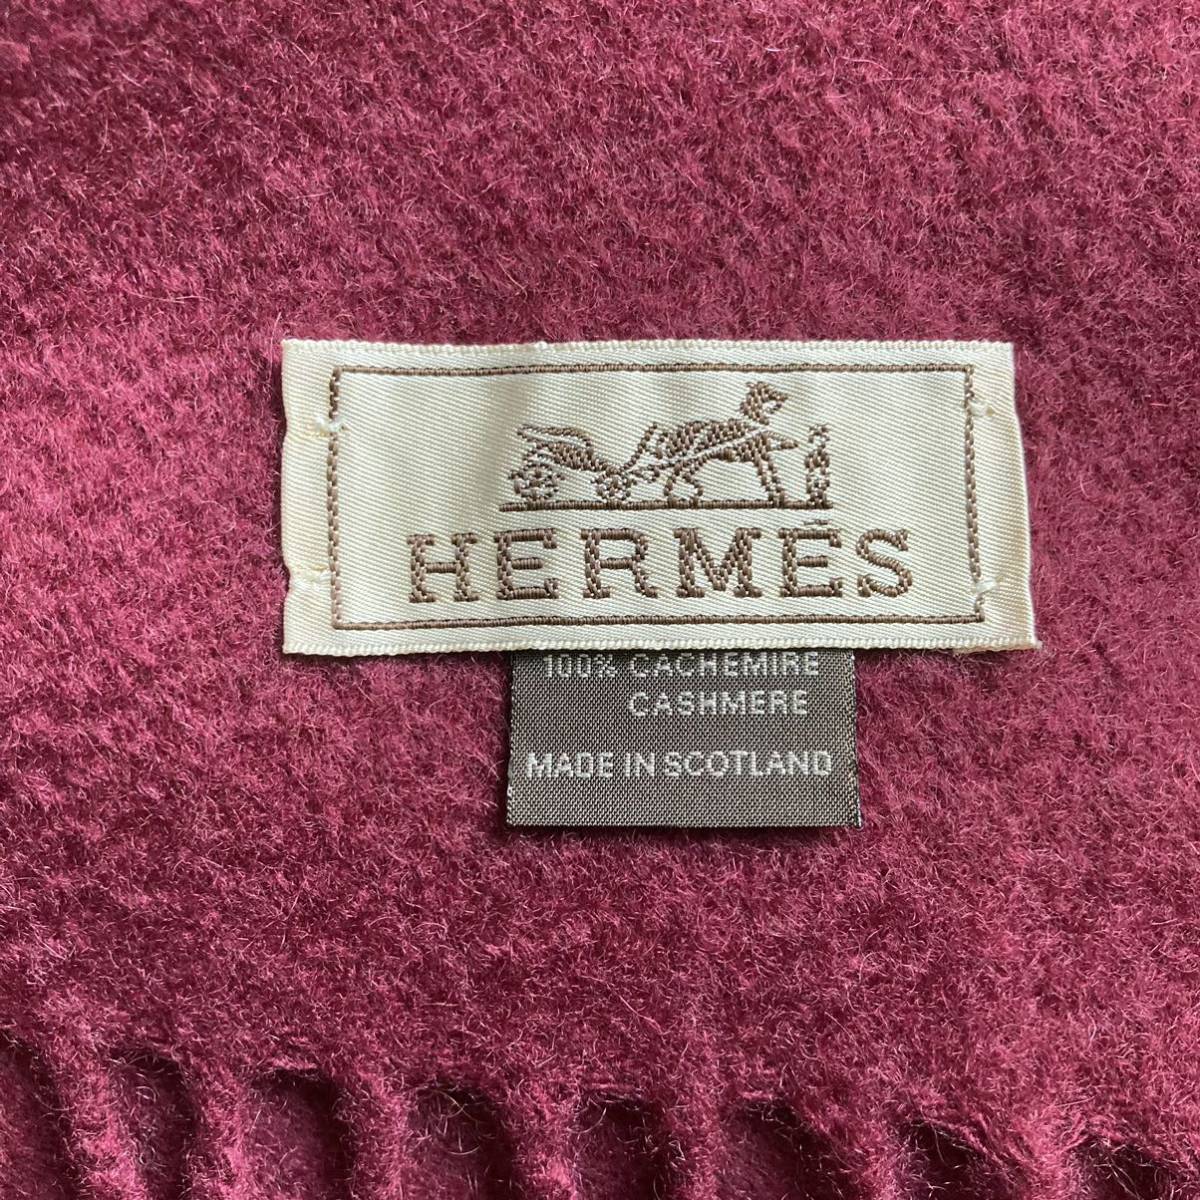 HERMÈS
100% CACHEMIRE
CASHMERE
MADE IN SCOTLAND